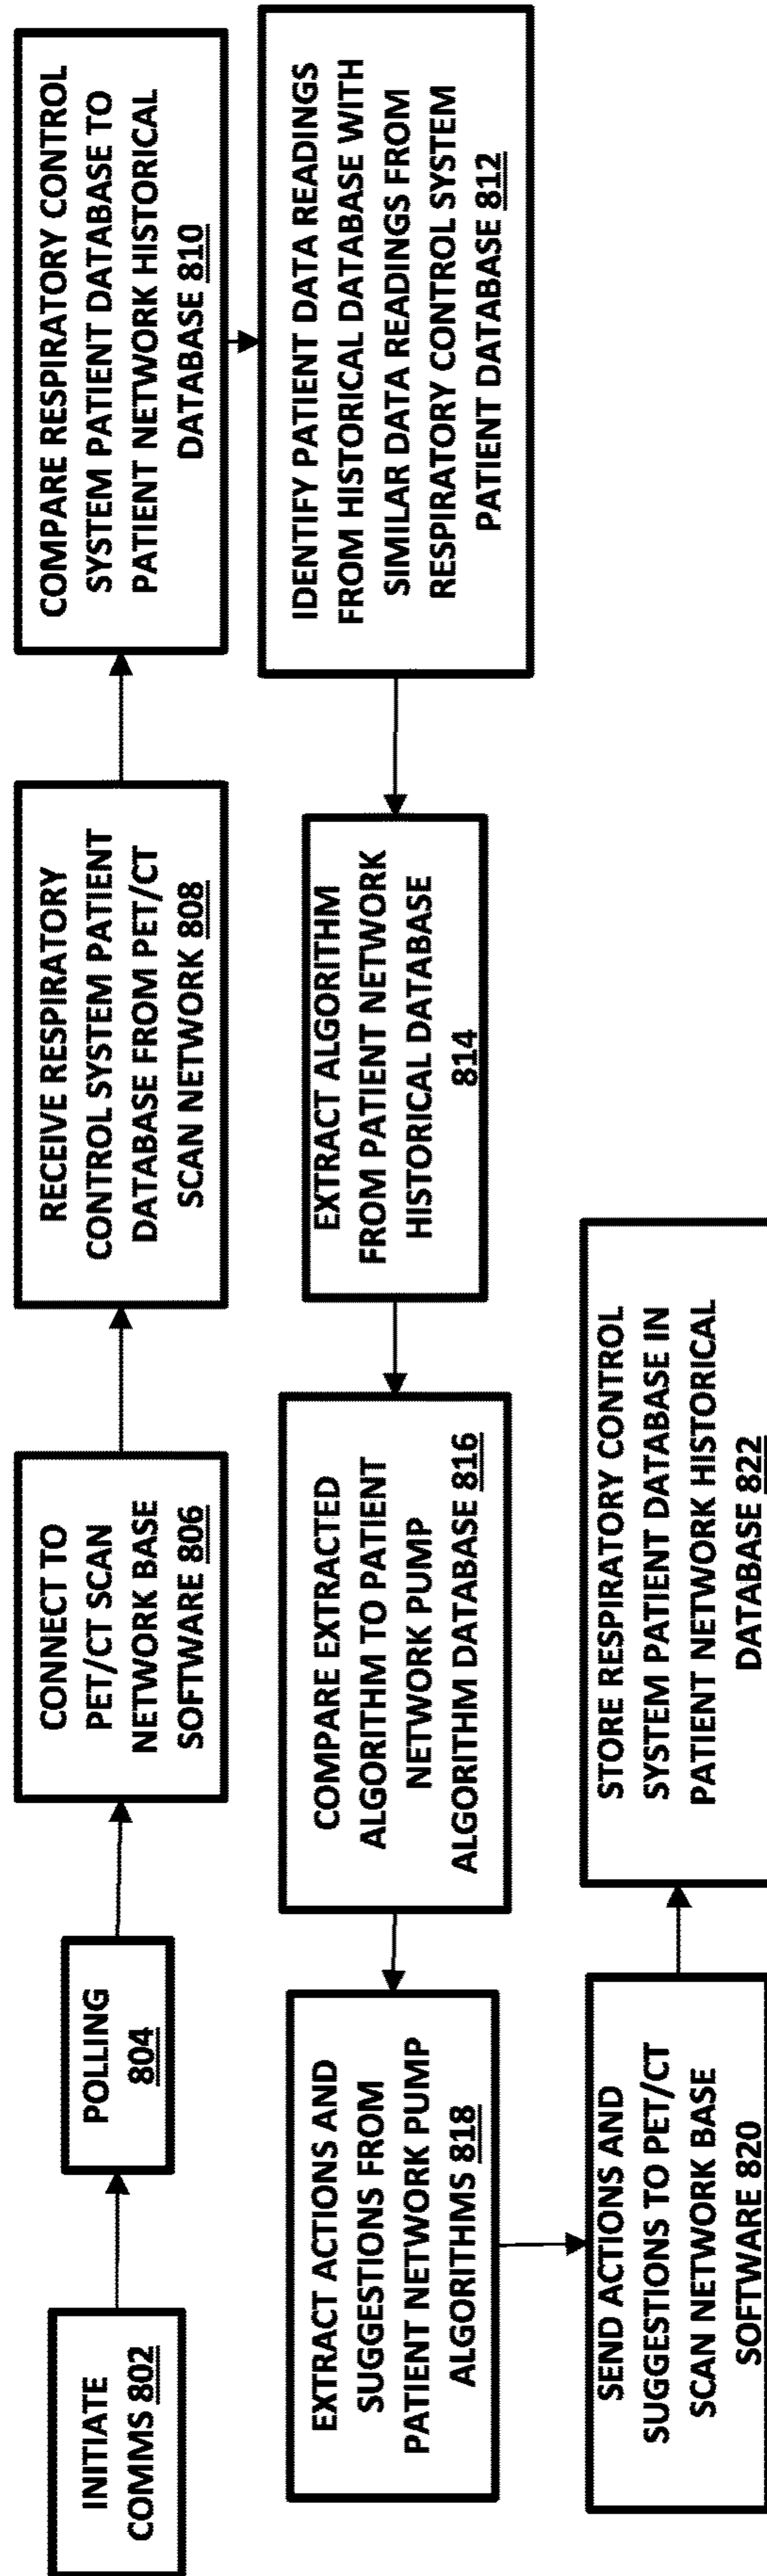 INITIATE
COMMS 802
POLLING
804
CONNECT TO
PET/CT SCAN
NETWORK BASE
SOFTWARE 806
RECEIVE RESPIRATORY
CONTROL SYSTEM PATIENT
DATABASE FROM PET/CT
SCAN NETWORK 808
COMPARE RESPIRATORY CONTROL
SYSTEM PATIENT DATABASE TO
PATIENT NETWORK HISTORICAL
DATABASE 810
IDENTIFY PATIENT DATA READINGS
FROM HISTORICAL DATABASE WITH
SIMILAR DATA READINGS FROM
RESPIRATORY CONTROL SYSTEM
PATIENT DATABASE 812
EXTRACT ALGORITHM
FROM PATIENT NETWORK
HISTORICAL DATABASE
814
COMPARE EXTRACTED
ALGORITHM TO PATIENT
NETWORK PUMP
ALGORITHM DATABASE 816
EXTRACT ACTIONS AND
SUGGESTIONS FROM
PATIENT NETWORK PUMP
ALGORITHMS 818
SEND ACTIONS AND
SUGGESTIONS TO PET/CT
SCAN NETWORK BASE
SOFTWARE 820
STORE RESPIRATORY CONTROL
SYSTEM PATIENT DATABASE IN
PATIENT NETWORK HISTORICAL
DATABASE 822